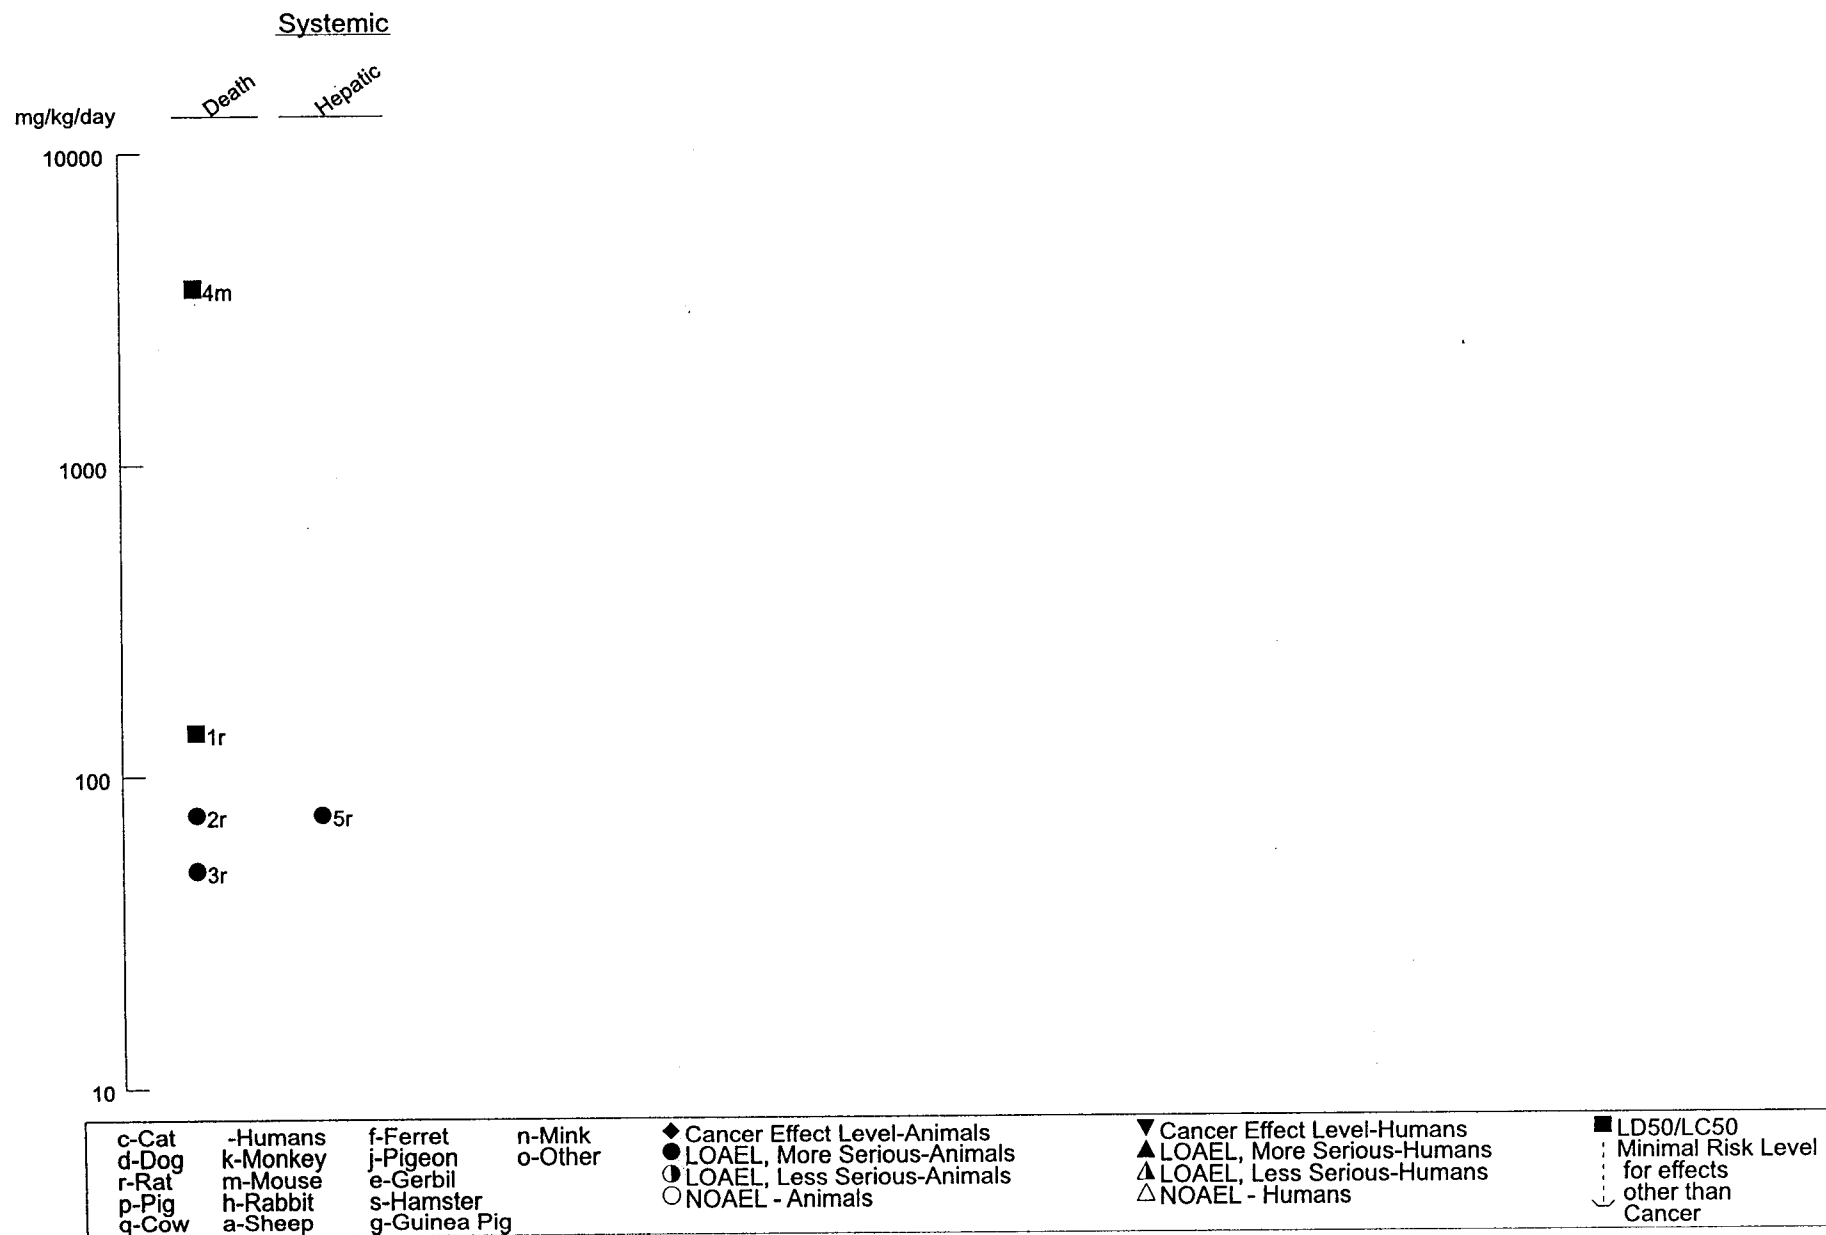 Systemic
Death
Hepatic
mg/kg/day
10000
4m
1000
1r
100
2r
5r
3r
10
c-Cat -Humans f-Ferret n-Mink
d-Dog k-Monkey j-Pigeon o-Other
r-Rat m-Mouse e-Gerbil
p-Pig h-Rabbit s-Hamster
q-Cow a-Sheep g-Guinea Pig
Cancer Effect Level-Animals
LOAEL, More Serious-Animals
LOAEL, Less Serious-Animals
NOAEL - Animals
Cancer Effect Level-Humans
LOAEL, More Serious-Humans
LOAEL, Less Serious-Humans
NOAEL - Humans
LD50/LC50
Minimal Risk Level
for effects
other than
Cancer